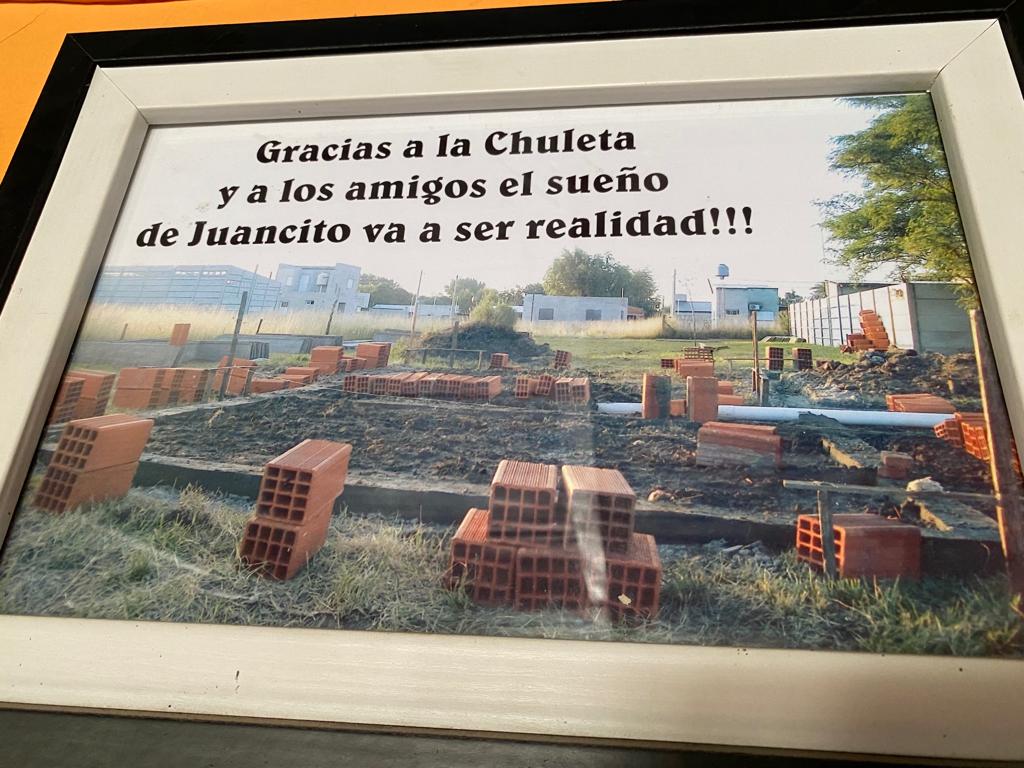 Gracias a la Chuleta
y a los amigos el sueño
de Juancito va a ser realidad!!!